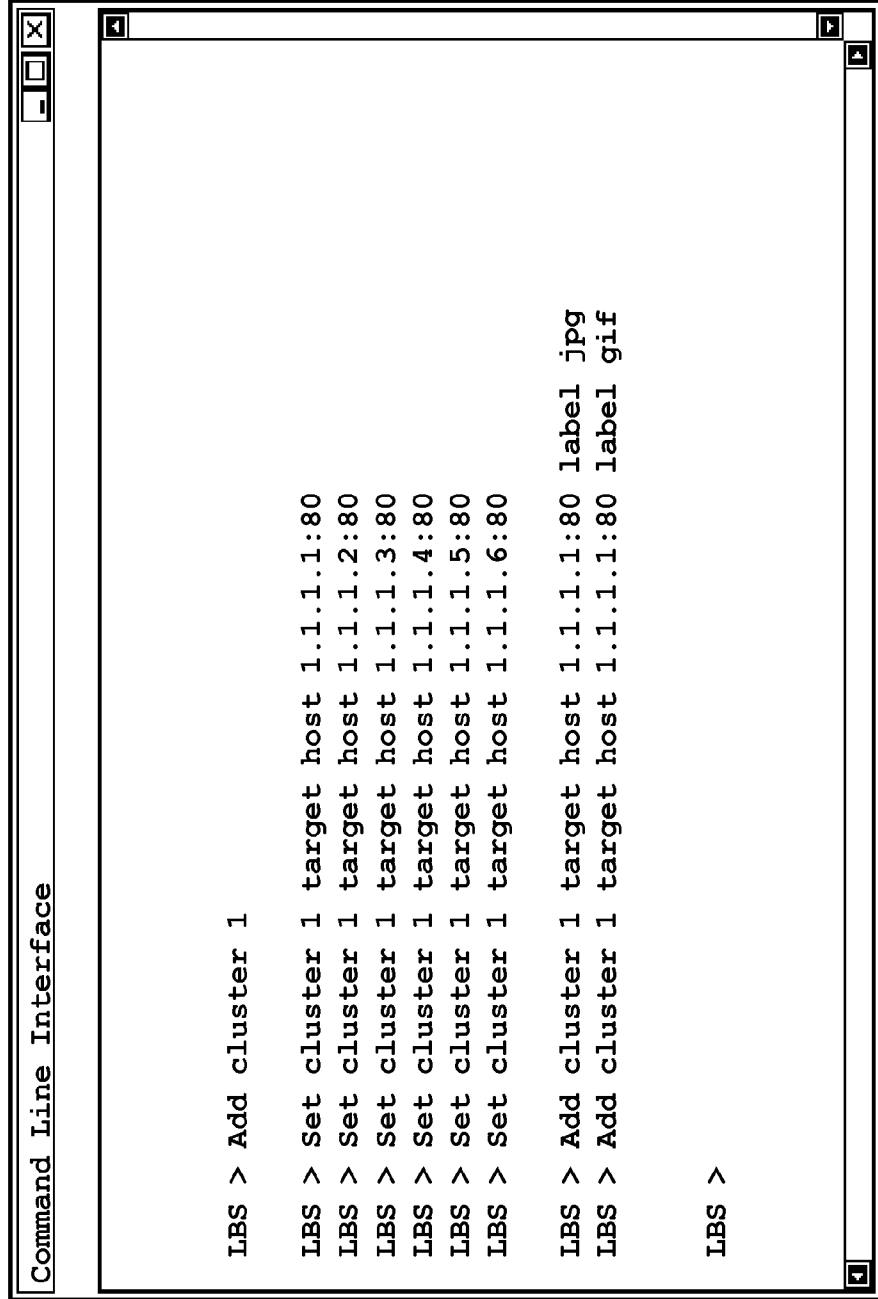 Command Line Interface
LBS > Add cluster 1
LBS > Set cluster 1 target host 1.1.1.1:80
LBS > Set cluster 1 target host 1.1.1.2:80
LBS > Set cluster 1 target host 1.1.1.3:80
LBS > Set cluster 1 target host 1.1.1.4:80
LBS > Set cluster 1 target host 1.1.1.5:80
LBS > Set cluster 1 target host 1.1.1.6:80
LBS > Add cluster 1 target host 1.1.1.1:80 label jpg
LBS > Add cluster 1 target host 1.1.1.1:80 label gif
LBS >